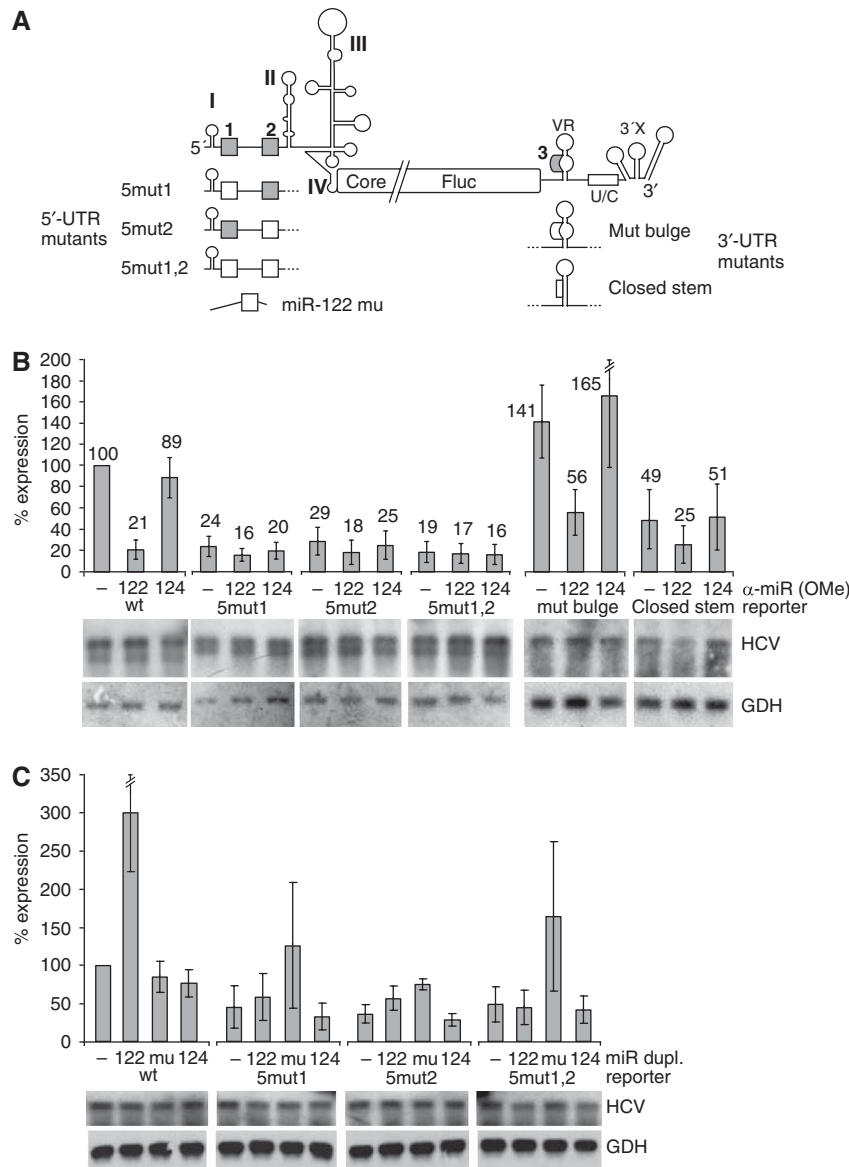 A
III
II
I
1 2
5′
VR
3
3′X
IV Core Fluc
U/C 3′
5mut1
5′-UTR
mutants
5mut2
5mut1,2
miR-122 mu
Mut bulge
Closed stem
3′-UTR
mutants
B
% expression
200
180
160
140
120
100
80
60
40
20
0
100 21 89
24 16 20
29 18 25
19 17 16
141 56 165
49 25 51
– 122 124 – 122 124 – 122 124 – 122 124 – 122 124 – 122 124 α-miR (OMe)
wt 5mut1 5mut2 5mut1,2 mut bulge Closed stem reporter
HCV
GDH
C
% expression
350
300
250
200
150
100
50
0
– 122 mu 124 – 122 mu 124 – 122 mu 124 – 122 mu 124 miR dupl.
wt 5mut1 5mut2 5mut1,2 reporter
HCV
GDH